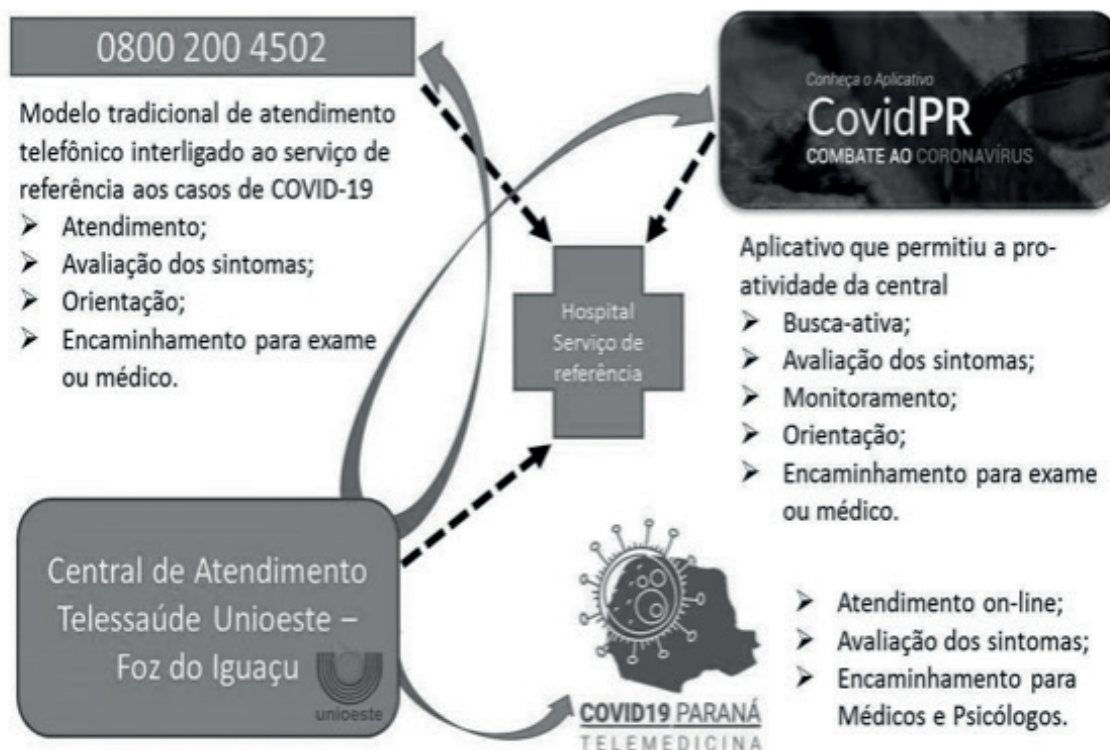 0800 200 4502
Modelo tradicional de atendimento
telefônico interligado ao serviço de
referência aos casos de COVID-19
➤ Atendimento;
➤ Avaliação dos sintomas;
➤ Orientação;
➤ Encaminhamento para exame
ou médico.
Conheça o Aplicativo
CovidPR
COMBATE AO CORONAVÍRUS
Aplicativo que permitiu a pro-
atividade da central
➤ Busca-ativa;
➤ Avaliação dos sintomas;
➤ Monitoramento;
➤ Orientação;
➤ Encaminhamento para exame
ou médico.
Hospital
Serviço de
referência
Central de Atendimento
Telessaúde Unioeste –
Foz do Iguaçu
unioeste
COVID19 PARANÁ
TELEMEDICINA
➤ Atendimento on-line;
➤ Avaliação dos sintomas;
➤ Encaminhamento para
Médicos e Psicólogos.